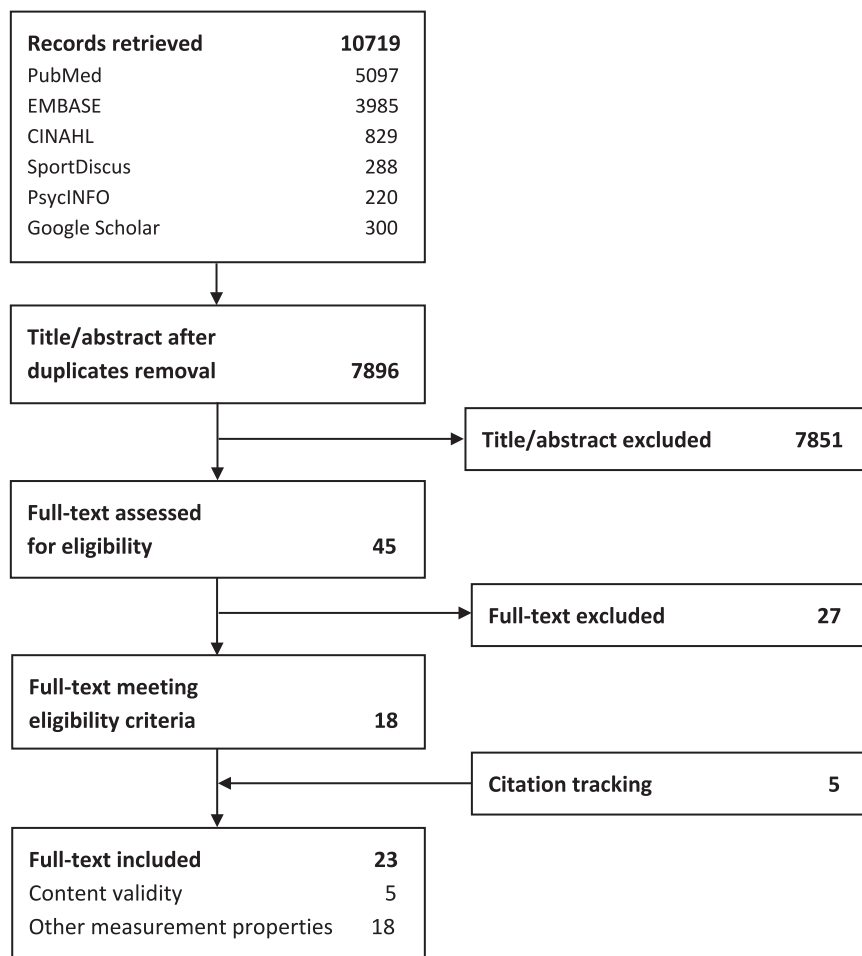 Records retrieved 10719
PubMed 5097
EMBASE 3985
CINAHL 829
SportDiscus 288
PsycINFO 220
Google Scholar 300
Title/abstract after
duplicates removal 7896
Title/abstract excluded 7851
Full-text assessed
for eligibility 45
Full-text excluded 27
Full-text meeting
eligibility criteria 18
Citation tracking 5
Full-text included 23
Content validity 5
Other measurement properties 18